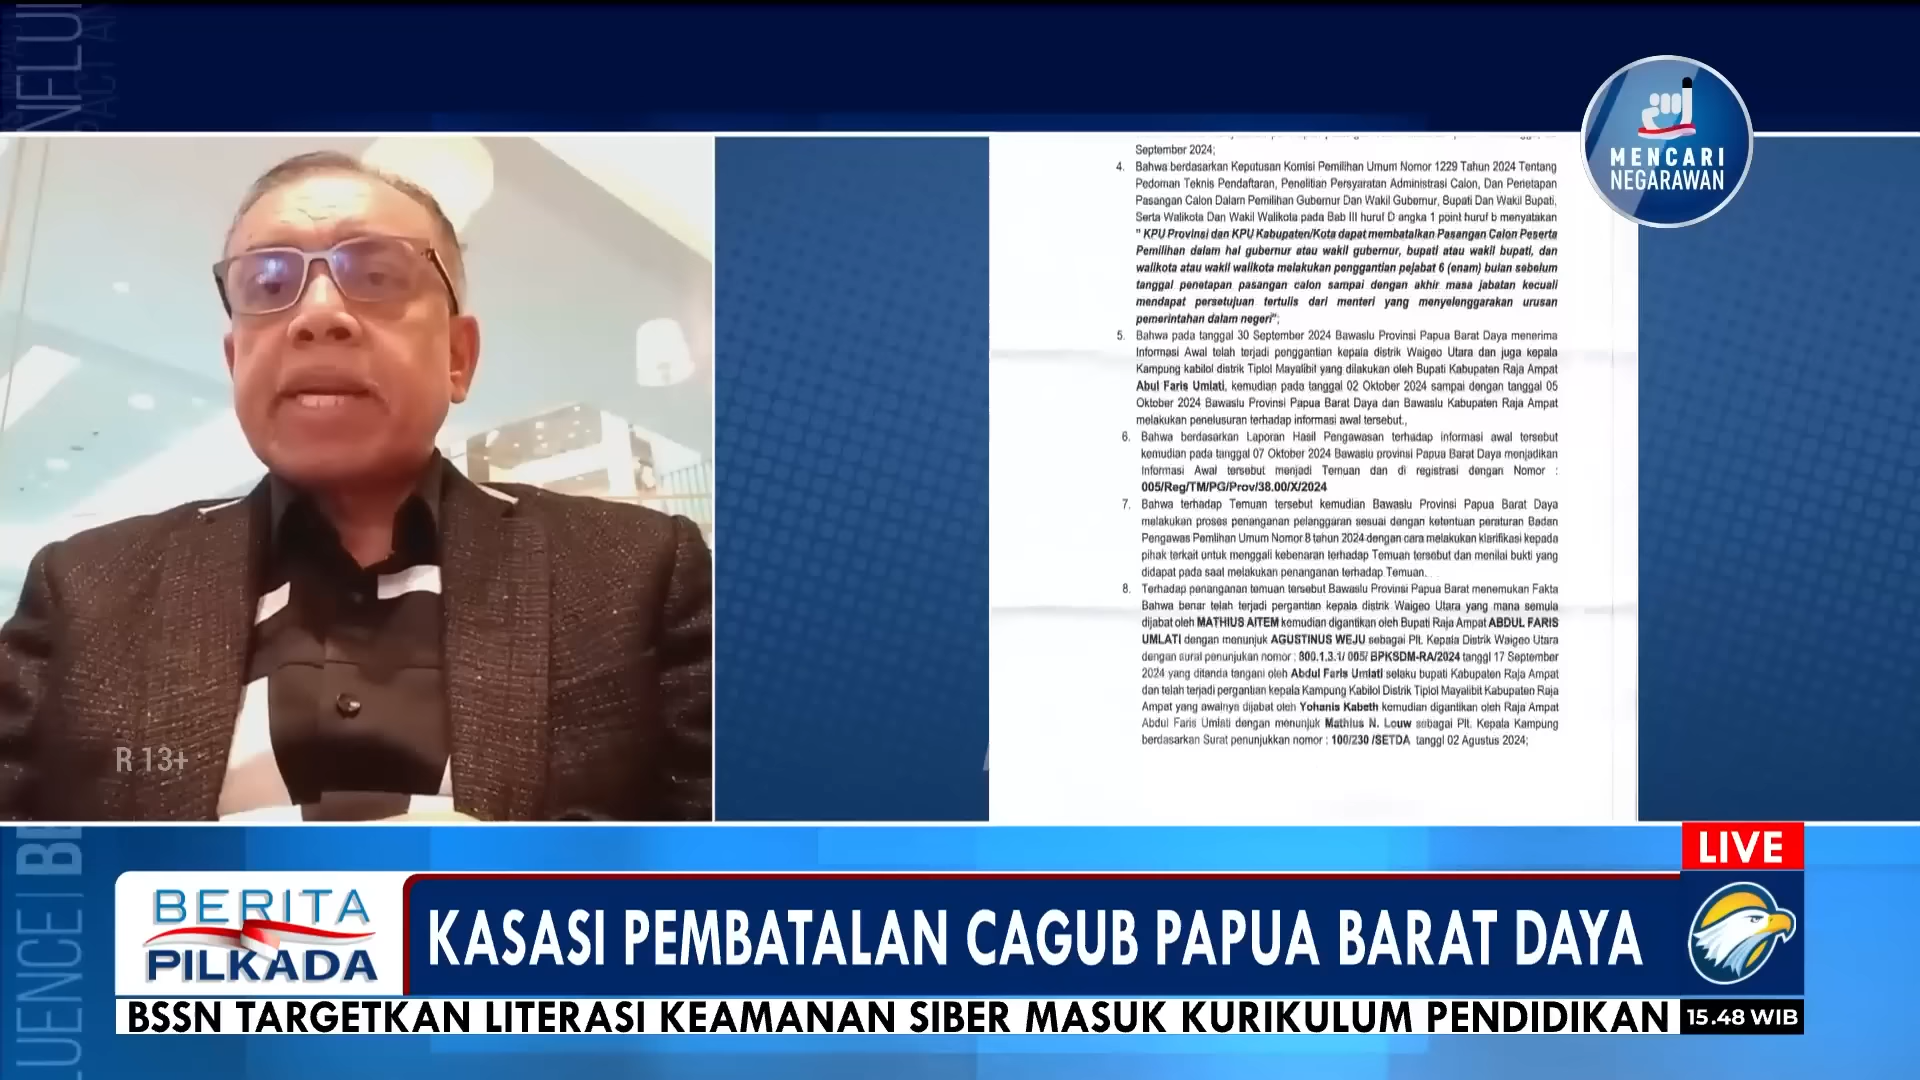 MENCARI
NEGARAWAN
September 2024;
4. Bahwa berdasarkan Keputusan Komisi Pemilihan Umum Nomor 1229 Tahun 2024 Tentang
Pedoman Teknis Pendaftaran, Penelitian Persyaratan Administrasi Calon, Dan Penetapan
Pasangan Calon Dalam Pemilihan Gubernur Dan Wakil Gubernur, Bupati Dan Wakil Bupati,
Serta Walikota Dan Wakil Walikota pada Bab III huruf D angka 1 point huruf b menyatakan
" KPU Provinsi dan KPU Kabupaten/Kota dapat membatalkan Pasangan Calon Peserta
Pemilihan dalam hal gubernur atau wakil gubernur, bupati atau wakil bupati, dan
walikota atau wakil walikota melakukan penggantian pejabat 6 (enam) bulan sebelum
tanggal penetapan pasangan calon sampai dengan akhir masa jabatan kecuali
mendapat persetujuan tertulis dari menteri yang menyelenggarakan urusan
pemerintahan dalam negeri";
5. Bahwa pada tanggal 30 September 2024 Bawaslu Provinsi Papua Barat Daya menerima
Informasi Awal telah terjadi penggantian kepala distrik Waigeo Utara dan juga kepala
Kampung kabilol distrik Tiplol Mayalibit yang dilakukan oleh Bupati Kabupaten Raja Ampat
Abul Faris Umlati, kemudian pada tanggal 02 Oktober 2024 sampai dengan tanggal 05
Oktober 2024 Bawaslu Provinsi Papua Barat Daya dan Bawaslu Kabupaten Raja Ampat
melakukan penelusuran terhadap informasi awal tersebut.,
6. Bahwa berdasarkan Laporan Hasil Pengawasan terhadap informasi awal tersebut
kemudian pada tanggal 07 Oktober 2024 Bawaslu provinsi Papua Barat Daya menjadikan
Informasi Awal tersebut menjadi Temuan dan di registrasi dengan Nomor :
005/Reg/TM/PG/Prov/38.00/X/2024
7. Bahwa terhadap Temuan tersebut kemudian Bawaslu Provinsi Papua Barat Daya
melakukan proses penanganan pelanggaran sesuai dengan ketentuan peraturan Badan
Pengawas Pemlihan Umum Nomor 8 tahun 2024 dengan cara melakukan klarifikasi kepada
pihak terkait untuk menggali kebenaran terhadap Temuan tersebut dan menilai bukti yang
didapat pada saat melakukan penanganan terhadap Temuan.
8. Terhadap penanganan temuan tersebut Bawaslu Provinsi Papua Barat menemukan Fakta
Bahwa benar telah terjadi pergantian kepala distrik Waigeo Utara yang mana semula
dijabat oleh MATHIUS AITEM kemudian digantikan oleh Bupati Raja Ampat ABDUL FARIS
UMLATI dengan menunjuk AGUSTINUS WEJU sebagai Plt. Kepala Distrik Waigeo Utara
dengan surat penunjukan nomor : 800.1.3.1/ 005/ BPKSDM-RA/2024 tanggl 17 September
2024 yang ditanda tangani oleh Abdul Faris Umlati selaku bupati Kabupaten Raja Ampat
dan telah terjadi pergantian kepala Kampung Kabilol Distrik Tiplol Mayalibit Kabupaten Raja
Ampat yang awalnya dijabat oleh Yohanis Kabeth kemudian digantikan oleh Raja Ampat
Abdul Faris Umlati dengan menunjuk Mathius N. Louw sebagai Plt. Kepala Kampung
berdasarkan Surat penunjukkan nomor : 100/230 /SETDA tanggl 02 Agustus 2024;
R 13+
LIVE
BERITA
PILKADA
KASASI PEMBATALAN CAGUB PAPUA BARAT DAYA
BSSN TARGETKAN LITERASI KEAMANAN SIBER MASUK KURIKULUM PENDIDIKAN
15.48 WIB